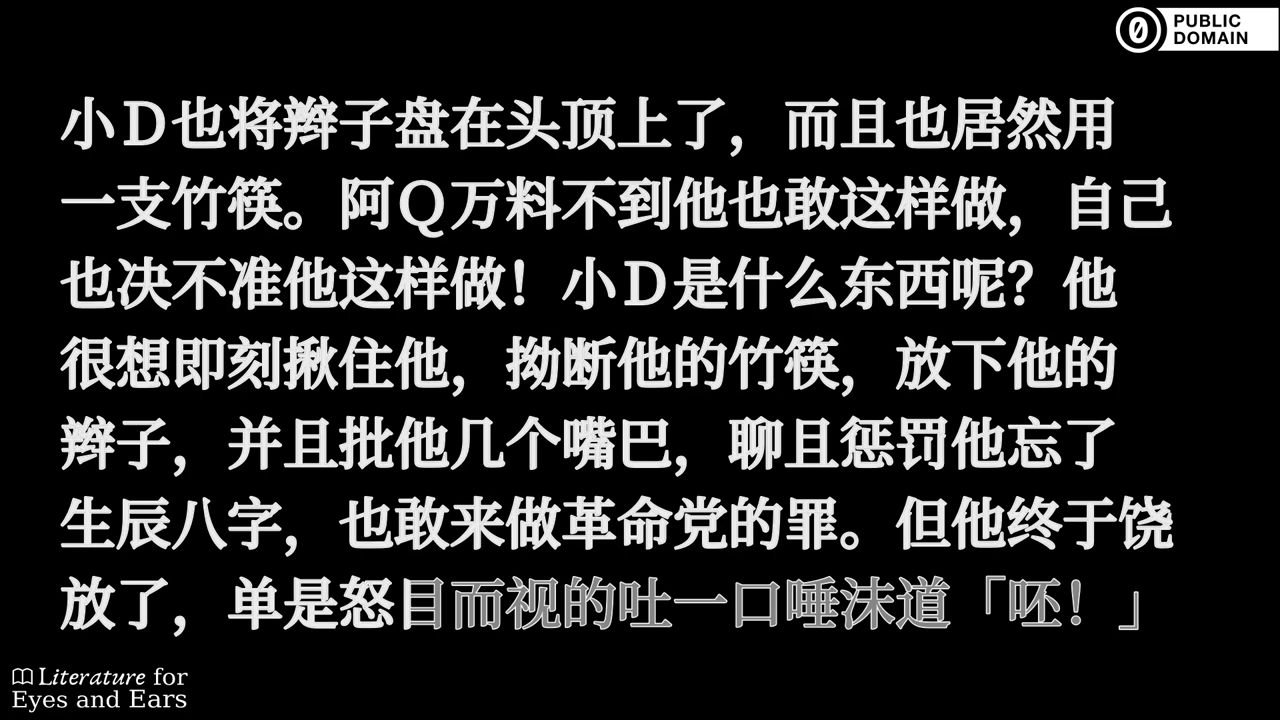 PUBLIC
DOMAIN
小D也将辫子盘在头顶上了，而且也居然用
一支竹筷。阿Q万料不到他也敢这样做，自己
也决不准他这样做！小D是什么东西呢？他
很想即刻揪住他，拗断他的竹筷，放下他的
辫子，并且批他几个嘴巴，聊且惩罚他忘了
生辰八字，也敢来做革命党的罪。但他终于饶
放了，单是怒目而视的吐一口唾沫道「呸！」
Literature for
Eyes and Ears